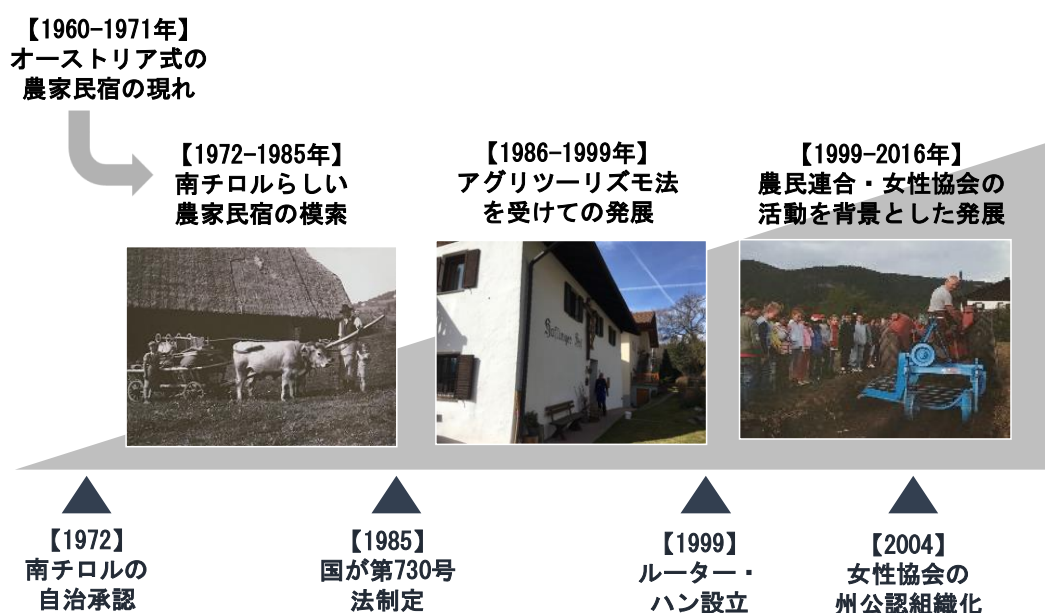 【1960-1971年】
オーストリア式の
農家民宿の現れ
【1972-1985年】
南チロルらしい
農家民宿の模索
【1986-1999年】
アグリツーリズモ法
を受けての発展
【1999-2016年】
農民連合・女性協会の
活動を背景とした発展
【1972】
南チロルの
自治承認
【1985】
国が第730号
法制定
【1999】
ルーター・
ハン設立
【2004】
女性協会の
州公認組織化